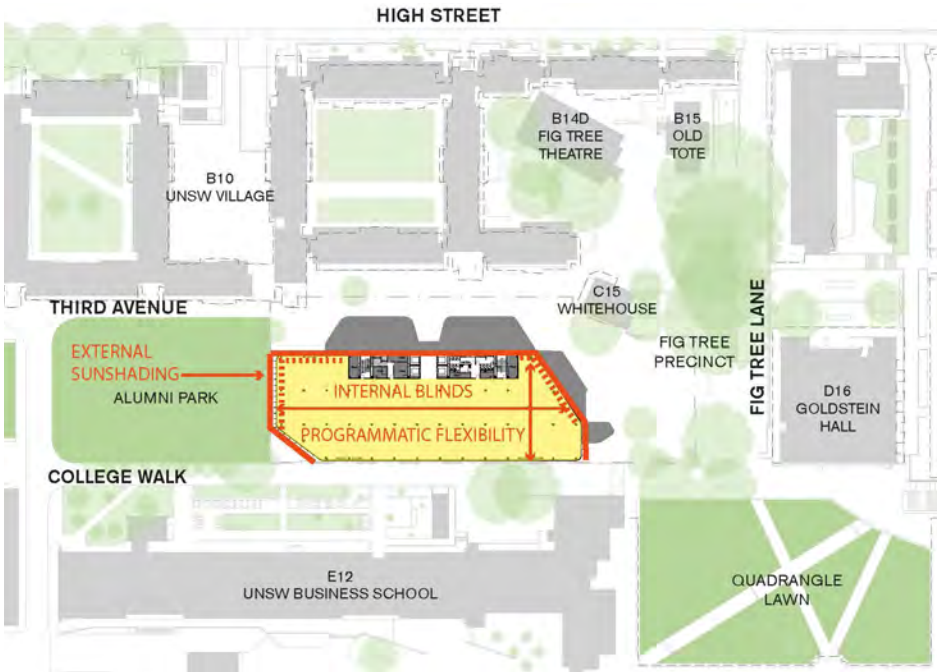 HIGH STREET
B14D
FIG TREE
THEATRE
B15
OLD
TOTE
B10
UNSW VILLAGE
THIRD AVENUE
C15
WHITEHOUSE
FIG TREE LANE
EXTERNAL
SUNSHADING
ALUMNI PARK
FIG TREE
PRECINCT
INTERNAL BLINDS
PROGRAMMATIC FLEXIBILITY
D16
GOLDSTEIN
HALL
COLLEGE WALK
E12
UNSW BUSINESS SCHOOL
QUADRANGLE
LAWN